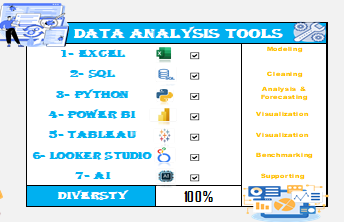 DATA ANALYSIS TOOLS
1- EXCEL Modeling
2- SQL Cleaning
3- PYTHON Analysis &
Forecasting
4- POWER BI Visualization
5- TABLEAU Visualization
6- LOOKER STUDIO Benchmarking
7- AI Supporting
DIVERSTY 100%